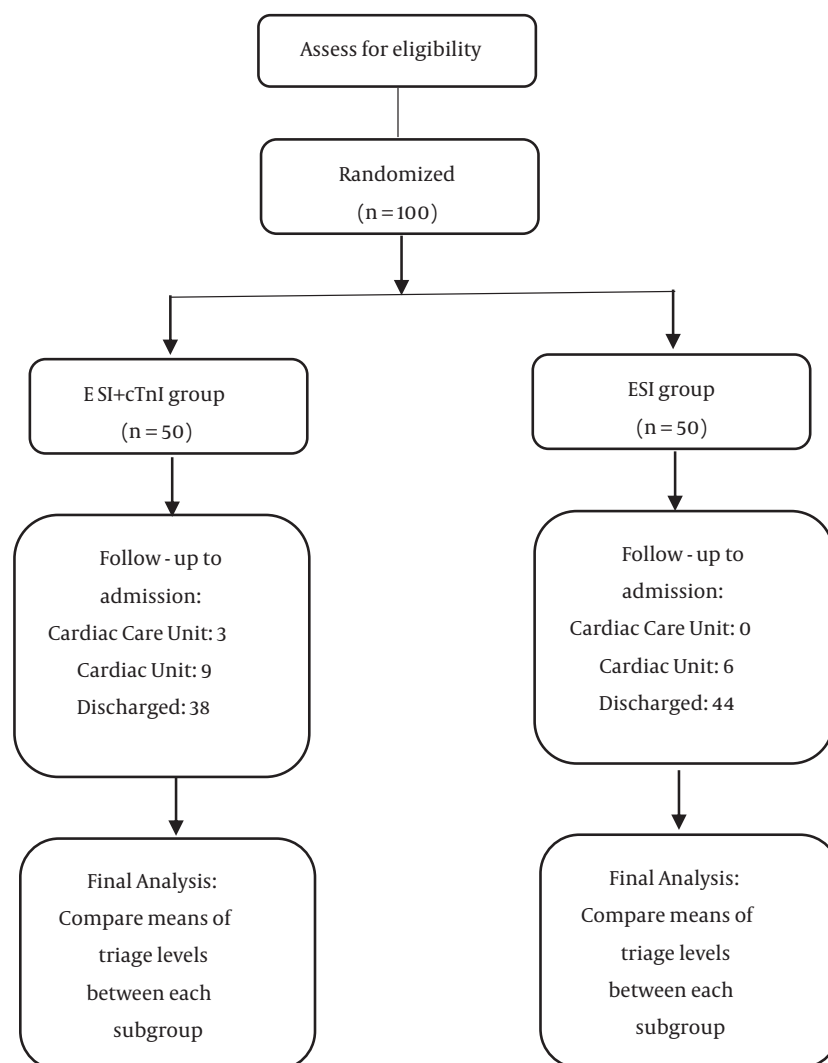 Assess for eligibility
Randomized
(n = 100)
ESI+cTnI group
(n = 50)
ESI group
(n = 50)
Follow - up to
admission:
Cardiac Care Unit: 3
Cardiac Unit: 9
Discharged: 38
Follow - up to
admission:
Cardiac Care Unit: 0
Cardiac Unit: 6
Discharged: 44
Final Analysis:
Compare means of
triage levels
between each
subgroup
Final Analysis:
Compare means of
triage levels
between each
subgroup